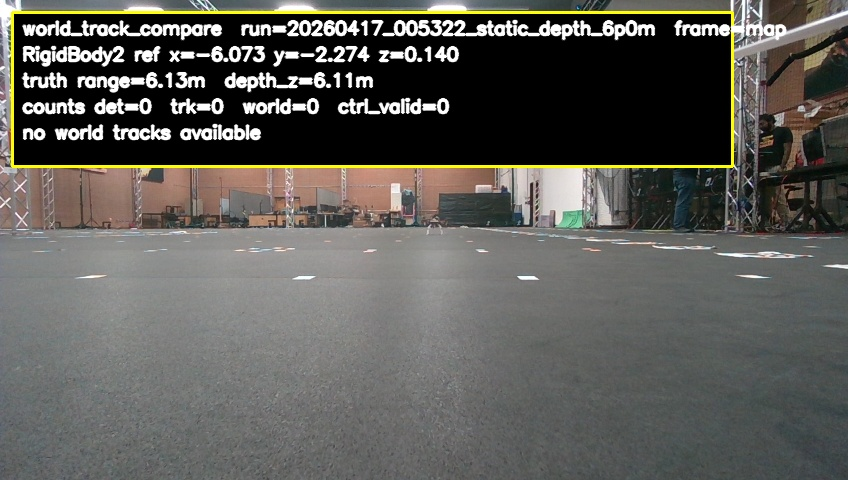 world_track_compare run=20260417_005322_static_depth_6p0m frame=map
RigidBody2 ref x=-6.073 y=-2.274 z=0.140
truth range=6.13m depth_z=6.11m
counts det=0 trk=0 world=0 ctrl_valid=0
no world tracks available